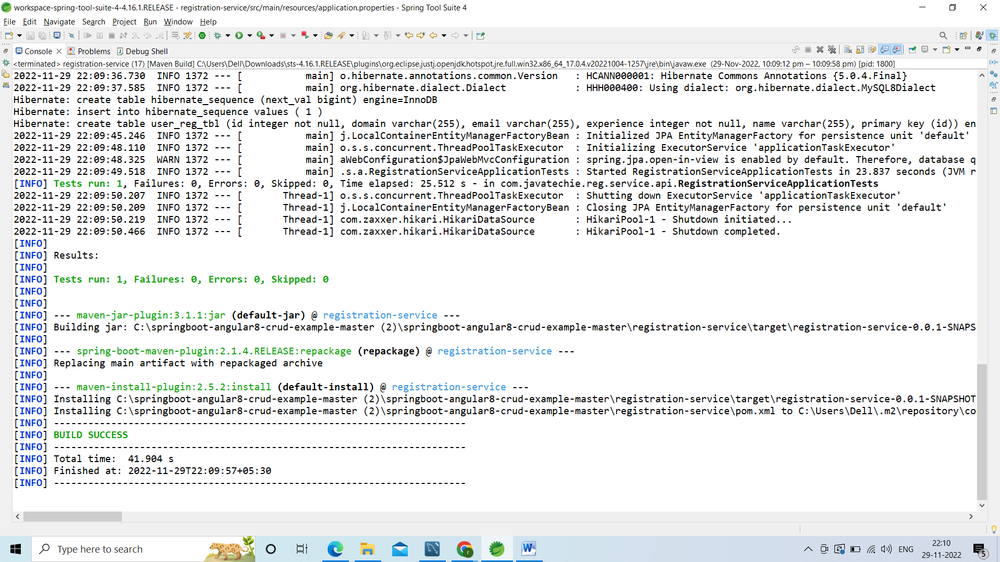 workspace-spring-tool-suite-4-4.16.1.RELEASE - registration-service/src/main/resources/application.properties - Spring Tool Suite 4
File Edit Navigate Search Project Run Window Help
Console Problems Debug Shell
<terminated> registration-service (17) [Maven Build] C:\Users\Dell\Downloads\sts-4.16.1.RELEASE\plugins\org.eclipse.justj.openjdk.hotspot.jre.full.win32.x86_64_17.0.4.v20221004-1257\jre\bin\javaw.exe (29-Nov-2022, 10:09:12 pm – 10:09:58 pm) [pid: 1800]
2022-11-29 22:09:36.730  INFO 1372 --- [           main] o.hibernate.annotations.common.Version   : HCANN000001: Hibernate Commons Annotations {5.0.4.Final}
2022-11-29 22:09:37.585  INFO 1372 --- [           main] org.hibernate.dialect.Dialect            : HHH000400: Using dialect: org.hibernate.dialect.MySQL8Dialect
Hibernate: create table hibernate_sequence (next_val bigint) engine=InnoDB
Hibernate: insert into hibernate_sequence values ( 1 )
Hibernate: create table user_reg_tbl (id integer not null, domain varchar(255), email varchar(255), experience integer not null, name varchar(255), primary key (id)) en
2022-11-29 22:09:45.246  INFO 1372 --- [           main] j.LocalContainerEntityManagerFactoryBean : Initialized JPA EntityManagerFactory for persistence unit 'default'
2022-11-29 22:09:48.110  INFO 1372 --- [           main] o.s.s.concurrent.ThreadPoolTaskExecutor  : Initializing ExecutorService 'applicationTaskExecutor'
2022-11-29 22:09:48.325  WARN 1372 --- [           main] aWebConfiguration$JpaWebMvcConfiguration : spring.jpa.open-in-view is enabled by default. Therefore, database q
2022-11-29 22:09:49.518  INFO 1372 --- [           main] .s.a.RegistrationServiceApplicationTests : Started RegistrationServiceApplicationTests in 23.837 seconds (JVM r
[INFO] Tests run: 1, Failures: 0, Errors: 0, Skipped: 0, Time elapsed: 25.512 s - in com.javatechie.reg.service.api.RegistrationServiceApplicationTests
2022-11-29 22:09:50.207  INFO 1372 --- [       Thread-1] o.s.s.concurrent.ThreadPoolTaskExecutor  : Shutting down ExecutorService 'applicationTaskExecutor'
2022-11-29 22:09:50.209  INFO 1372 --- [       Thread-1] j.LocalContainerEntityManagerFactoryBean : Closing JPA EntityManagerFactory for persistence unit 'default'
2022-11-29 22:09:50.219  INFO 1372 --- [       Thread-1] com.zaxxer.hikari.HikariDataSource       : HikariPool-1 - Shutdown initiated...
2022-11-29 22:09:50.466  INFO 1372 --- [       Thread-1] com.zaxxer.hikari.HikariDataSource       : HikariPool-1 - Shutdown completed.
[INFO]
[INFO] Results:
[INFO]
[INFO] Tests run: 1, Failures: 0, Errors: 0, Skipped: 0
[INFO]
[INFO]
[INFO] --- maven-jar-plugin:3.1.1:jar (default-jar) @ registration-service ---
[INFO] Building jar: C:\springboot-angular8-crud-example-master (2)\springboot-angular8-crud-example-master\registration-service\target\registration-service-0.0.1-SNAPS
[INFO]
[INFO] --- spring-boot-maven-plugin:2.1.4.RELEASE:repackage (repackage) @ registration-service ---
[INFO] Replacing main artifact with repackaged archive
[INFO]
[INFO] --- maven-install-plugin:2.5.2:install (default-install) @ registration-service ---
[INFO] Installing C:\springboot-angular8-crud-example-master (2)\springboot-angular8-crud-example-master\registration-service\target\registration-service-0.0.1-SNAPSHOT
[INFO] Installing C:\springboot-angular8-crud-example-master (2)\springboot-angular8-crud-example-master\registration-service\pom.xml to C:\Users\Dell\.m2\repository\co
[INFO] ------------------------------------------------------------------------
[INFO] BUILD SUCCESS
[INFO] ------------------------------------------------------------------------
[INFO] Total time:  41.904 s
[INFO] Finished at: 2022-11-29T22:09:57+05:30
[INFO] ------------------------------------------------------------------------
Type here to search
ENG
22:10
29-11-2022
5